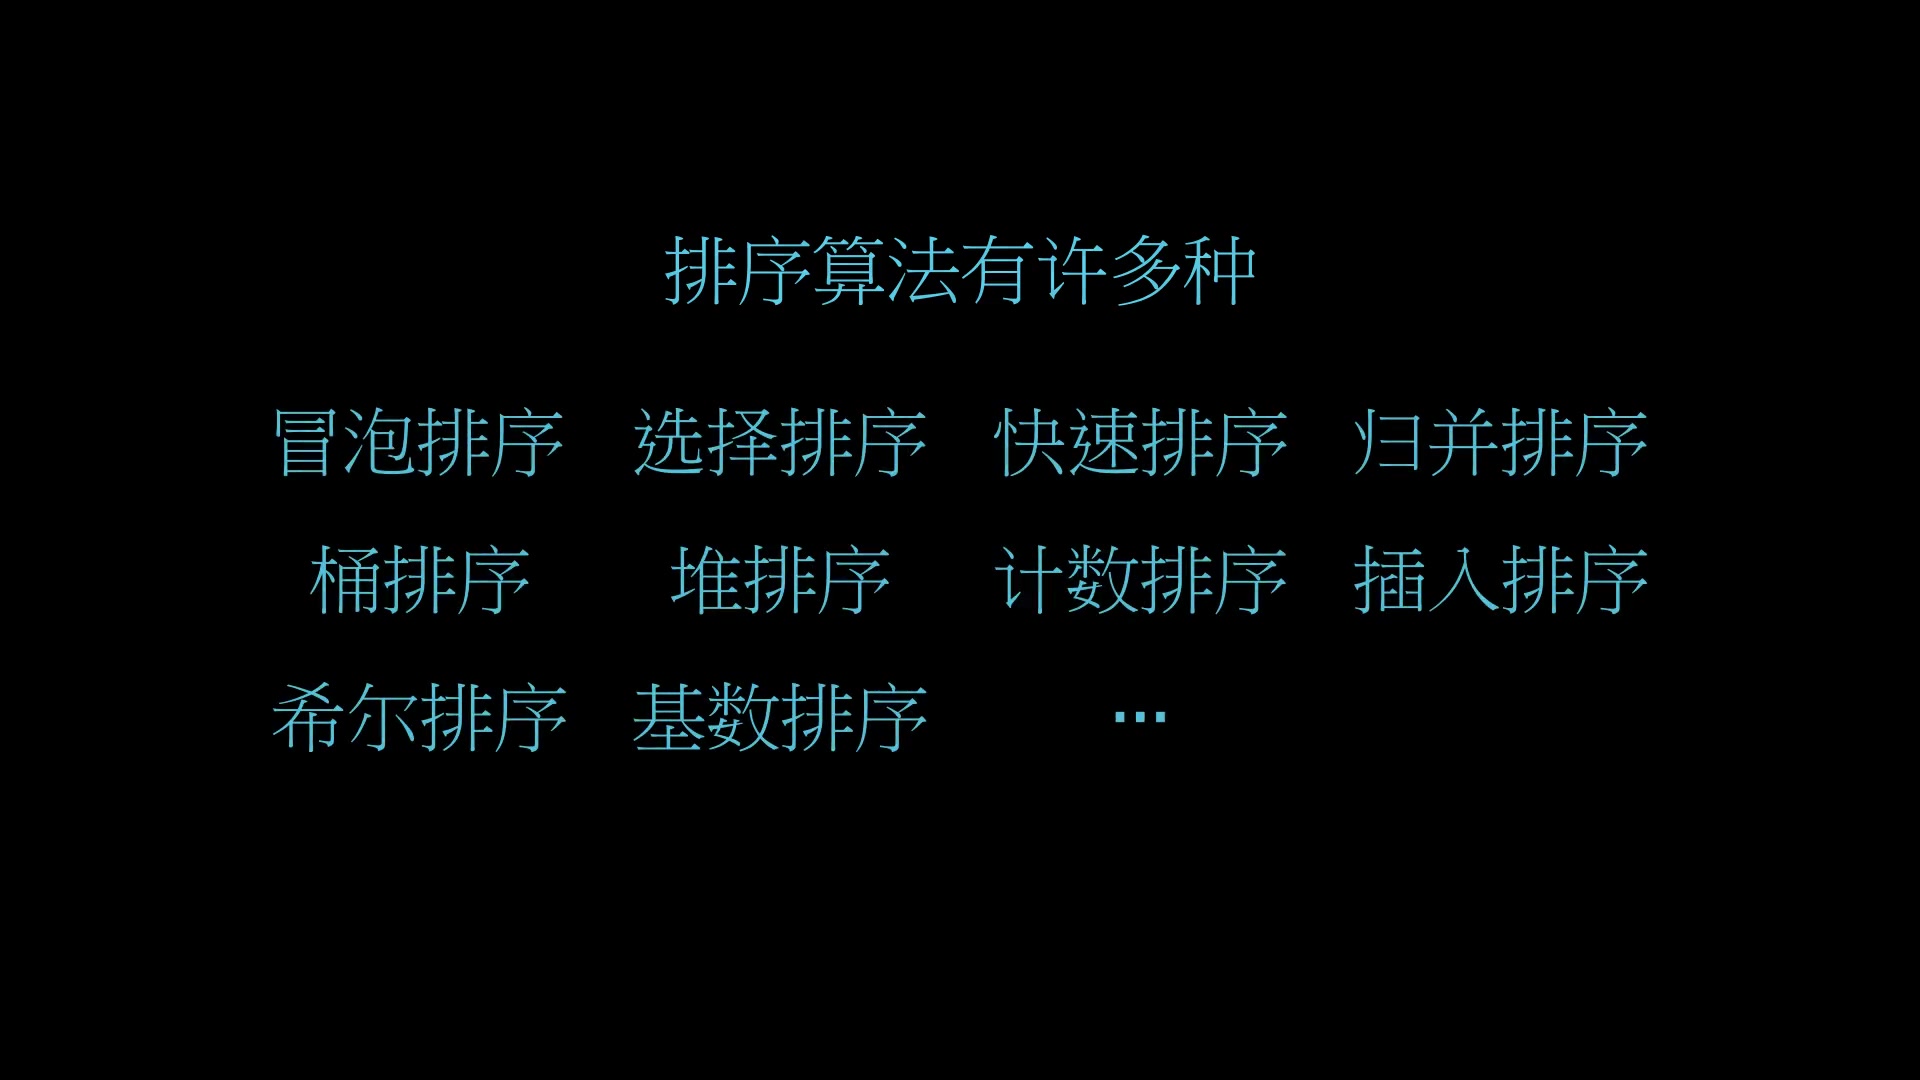 排序算法有许多种
冒泡排序 选择排序 快速排序 归并排序
桶排序 堆排序 计数排序 插入排序
希尔排序 基数排序 ...